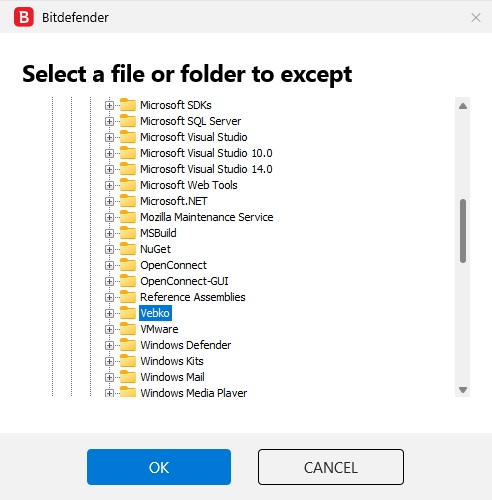 B Bitdefender
Select a file or folder to except
Microsoft SDKs
Microsoft SQL Server
Microsoft Visual Studio
Microsoft Visual Studio 10.0
Microsoft Visual Studio 14.0
Microsoft Web Tools
Microsoft.NET
Mozilla Maintenance Service
MSBuild
NuGet
OpenConnect
OpenConnect-GUI
Reference Assemblies
Vebko
VMware
Windows Defender
Windows Kits
Windows Mail
Windows Media Player
OK CANCEL